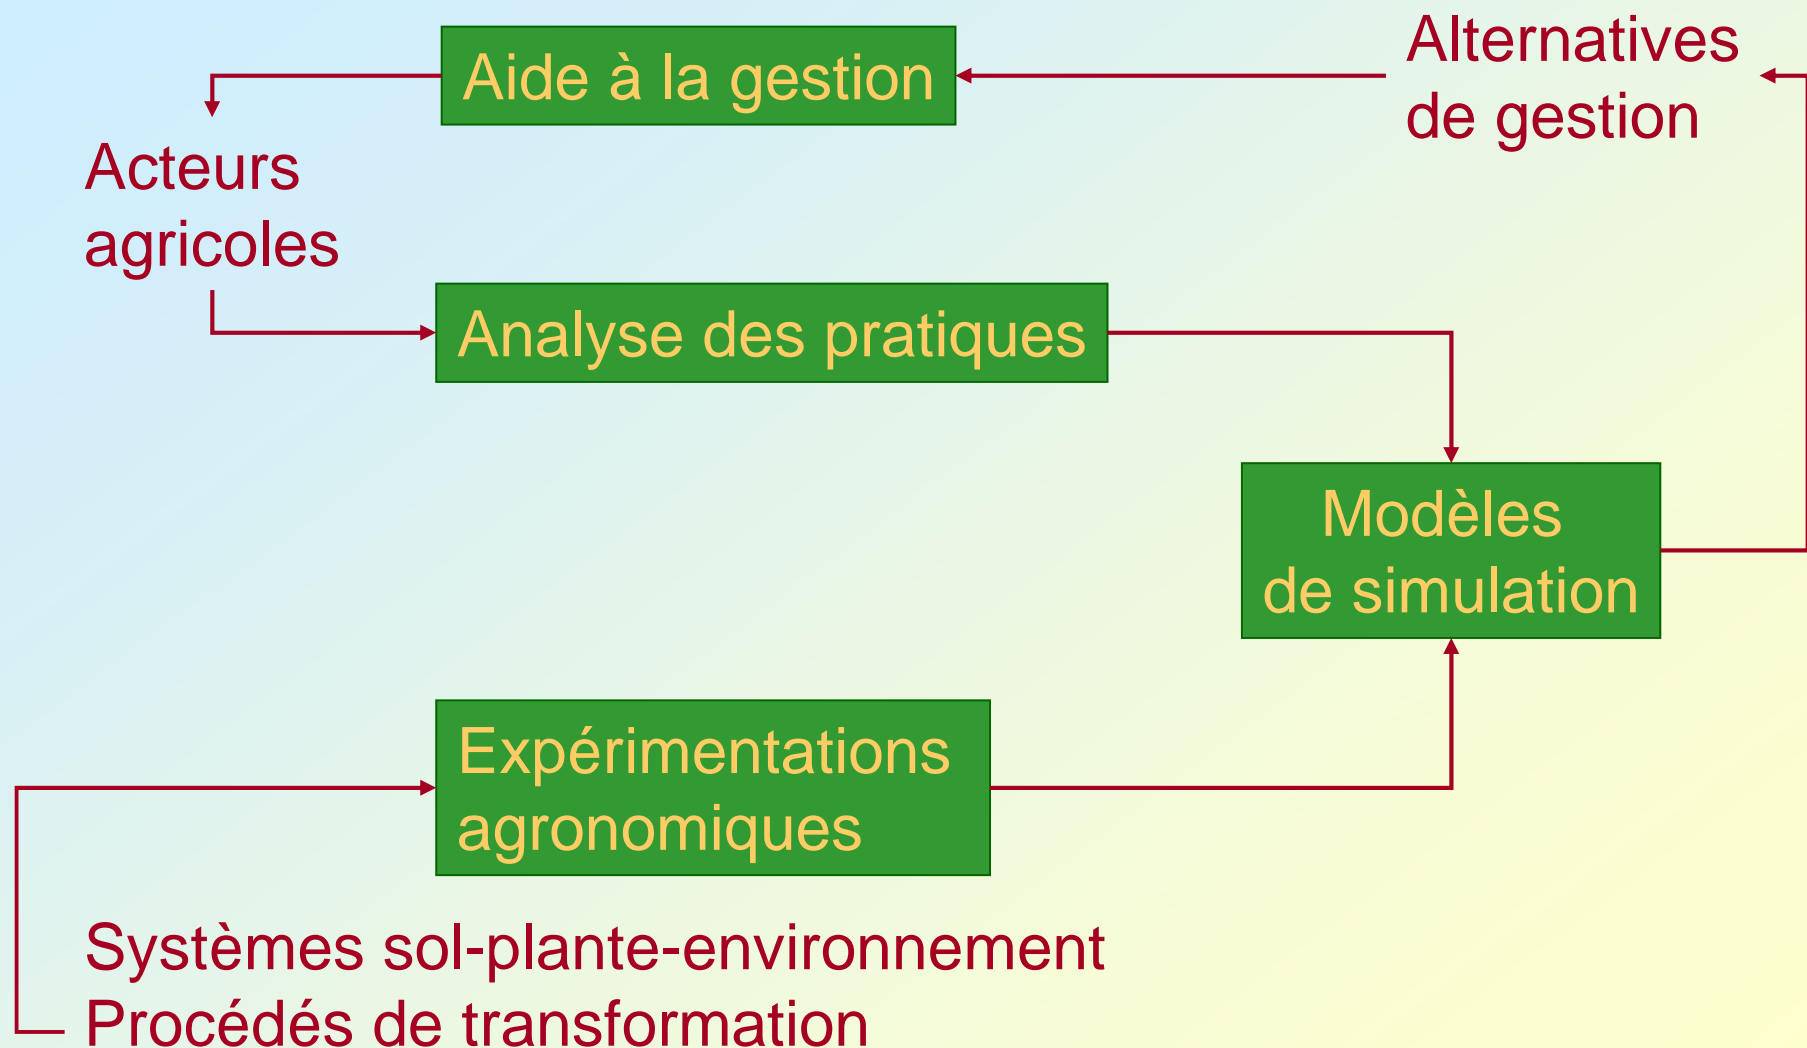 Aide à la gestion
Alternatives
de gestion
Acteurs
agricoles
Analyse des pratiques
Modèles
de simulation
Expérimentations
agronomiques
Systèmes sol-plante-environnement
Procédés de transformation